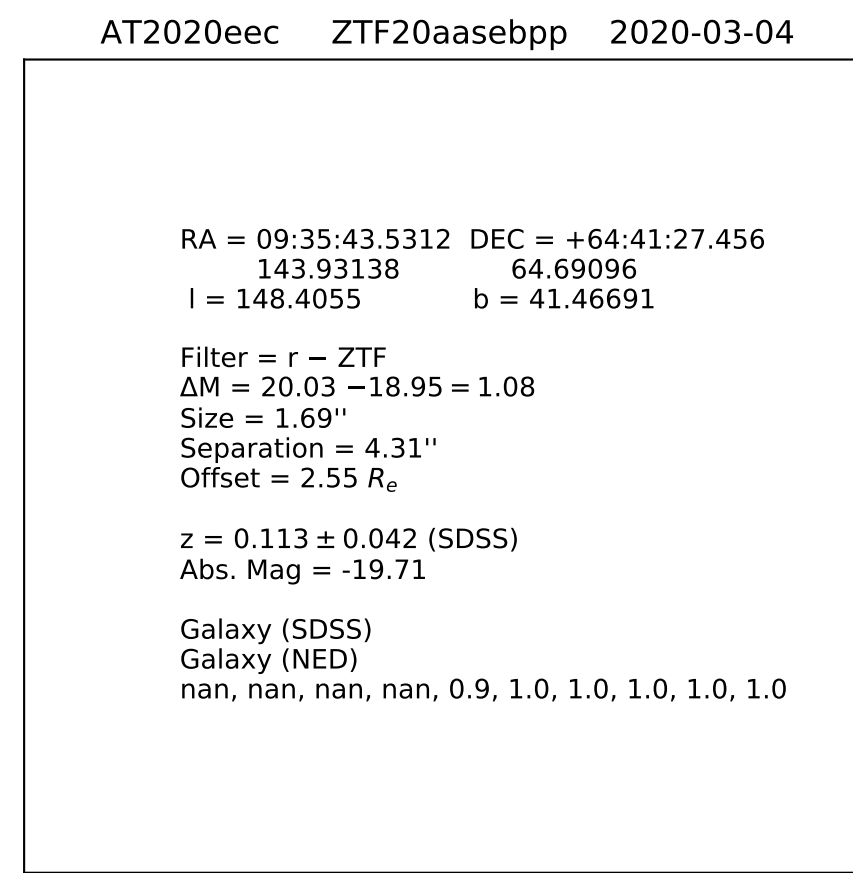 AT2020eec ZTF20aasebpp 2020-03-04
RA = 09:35:43.5312 DEC = +64:41:27.456
143.93138 64.69096
l = 148.4055 b = 41.46691
Filter = r − ZTF
ΔM = 20.03 −18.95 = 1.08
Size = 1.69''
Separation = 4.31''
Offset = 2.55 Re
z = 0.113 ± 0.042 (SDSS)
Abs. Mag = -19.71
Galaxy (SDSS)
Galaxy (NED)
nan, nan, nan, nan, 0.9, 1.0, 1.0, 1.0, 1.0, 1.0